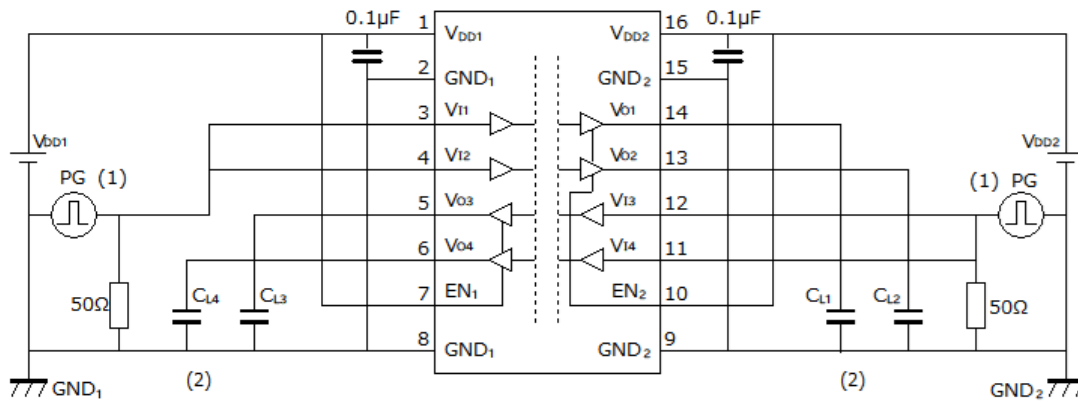 0.1μF
1
VDD1
VDD2
16
0.1μF
2
GND1
GND2
15
3
VI1
VO1
14
VDD1
4
VI2
VO2
13
VDD2
PG (1)
5
VO3
VI3
12
(1) PG
6
VO4
VI4
11
50Ω
CL4
CL3
7
EN1
EN2
10
CL1
CL2
50Ω
8
GND1
GND2
9
GND1
(2)
(2)
GND2